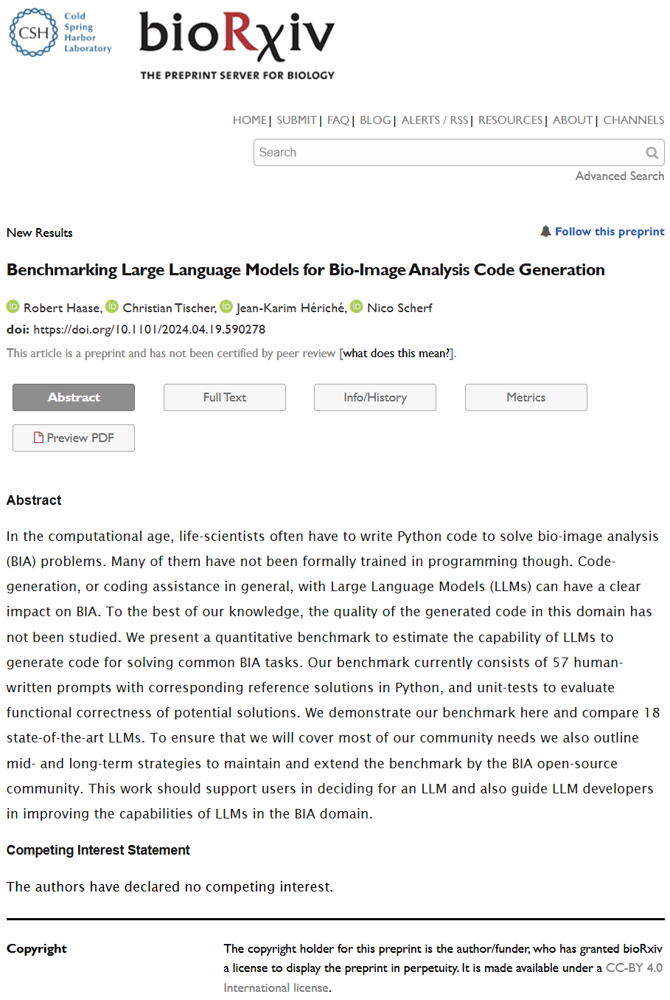 CSH
Cold
Spring
Harbor
Laboratory
bioRxiv
THE PREPRINT SERVER FOR BIOLOGY
HOME| SUBMIT| FAQ| BLOG| ALERTS / RSS| RESOURCES| ABOUT| CHANNELS
Search
Advanced Search
New Results
Follow this preprint
Benchmarking Large Language Models for Bio-Image Analysis Code Generation
iD Robert Haase, iD Christian Tischer, iD Jean-Karim Hériché, iD Nico Scherf
doi: https://doi.org/10.1101/2024.04.19.590278
This article is a preprint and has not been certified by peer review [what does this mean?].
Abstract
Full Text
Info/History
Metrics
Preview PDF
Abstract
In the computational age, life-scientists often have to write Python code to solve bio-image analysis
(BIA) problems. Many of them have not been formally trained in programming though. Code-
generation, or coding assistance in general, with Large Language Models (LLMs) can have a clear
impact on BIA. To the best of our knowledge, the quality of the generated code in this domain has
not been studied. We present a quantitative benchmark to estimate the capability of LLMs to
generate code for solving common BIA tasks. Our benchmark currently consists of 57 human-
written prompts with corresponding reference solutions in Python, and unit-tests to evaluate
functional correctness of potential solutions. We demonstrate our benchmark here and compare 18
state-of-the-art LLMs. To ensure that we will cover most of our community needs we also outline
mid- and long-term strategies to maintain and extend the benchmark by the BIA open-source
community. This work should support users in deciding for an LLM and also guide LLM developers
in improving the capabilities of LLMs in the BIA domain.
Competing Interest Statement
The authors have declared no competing interest.
Copyright
The copyright holder for this preprint is the author/funder, who has granted bioRxiv
a license to display the preprint in perpetuity. It is made available under a CC-BY 4.0
International license.